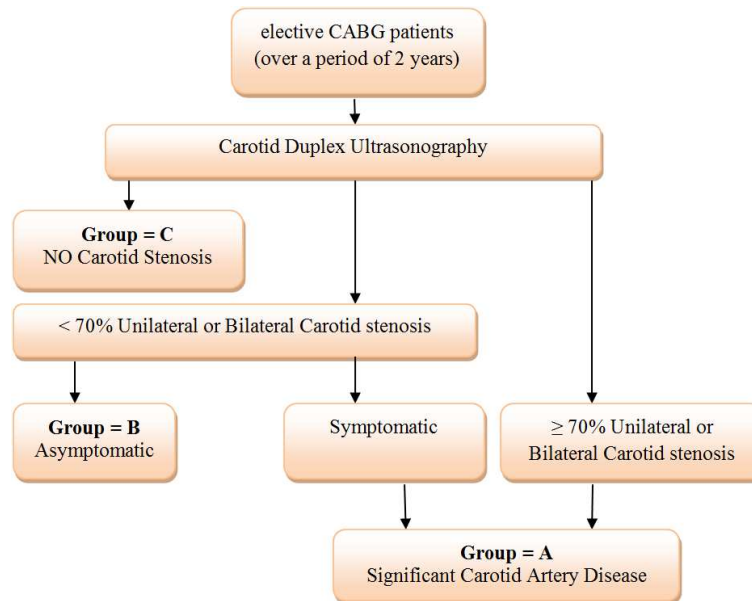 elective CABG patients
(over a period of 2 years)
Carotid Duplex Ultrasonography
Group = C
NO Carotid Stenosis
< 70% Unilateral or Bilateral Carotid stenosis
Group = B
Asymptomatic
Symptomatic
≥ 70% Unilateral or
Bilateral Carotid stenosis
Group = A
Significant Carotid Artery Disease